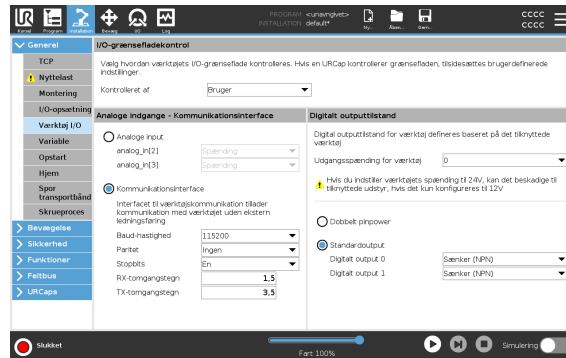 PROGRAM <unavngivet>
INSTALLATION default*
CCCC
CCCC
Kørsel
Program
Installation
Bevæg
I/O
Log
Ny...
Åben...
Gem...
Generel
TCP
Nyttelast
Montering
I/O-opsætning
Værktøj I/O
Variable
Opstart
Hjem
Spor
transportbånd
Skrueproces
Bevægelse
Sikkerhed
Funktioner
Feltbus
URCaps
I/O-grænsefladekontrol
Vælg hvordan værktøjets I/O-grænseflade kontrolleres. Hvis en URCap kontrollerer grænsefladen, tilsidesættes brugerdefinerede
indstillinger.
Kontrolleret af Bruger
Analoge indgange - Kommunikationsinterface
Analoge input
analog_in[2] Spænding
analog_in[3] Spænding
Kommunikationsinterface
Interfacet til værktøjskommunikation tillader
kommunikation med værktøjet uden ekstern
ledningsføring
Baud-hastighed 115200
Paritet Ingen
Stopbits En
RX-tomgangstegn 1,5
TX-tomgangstegn 3,5
Digitalt outputtilstand
Digital outputtilstand for værktøj defineres baseret på det tilknyttede
værktøj
Udgangsspænding for værktøj 0
Hvis du indstiller værktøjets spænding til 24V, kan det beskadige til
tilknyttede udstyr, hvis det kun konfigureres til 12V
Dobbelt pinpower
Standardoutput
Digitalt output 0 Sænker (NPN)
Digitalt output 1 Sænker (NPN)
Slukket
Fart 100%
Simulering